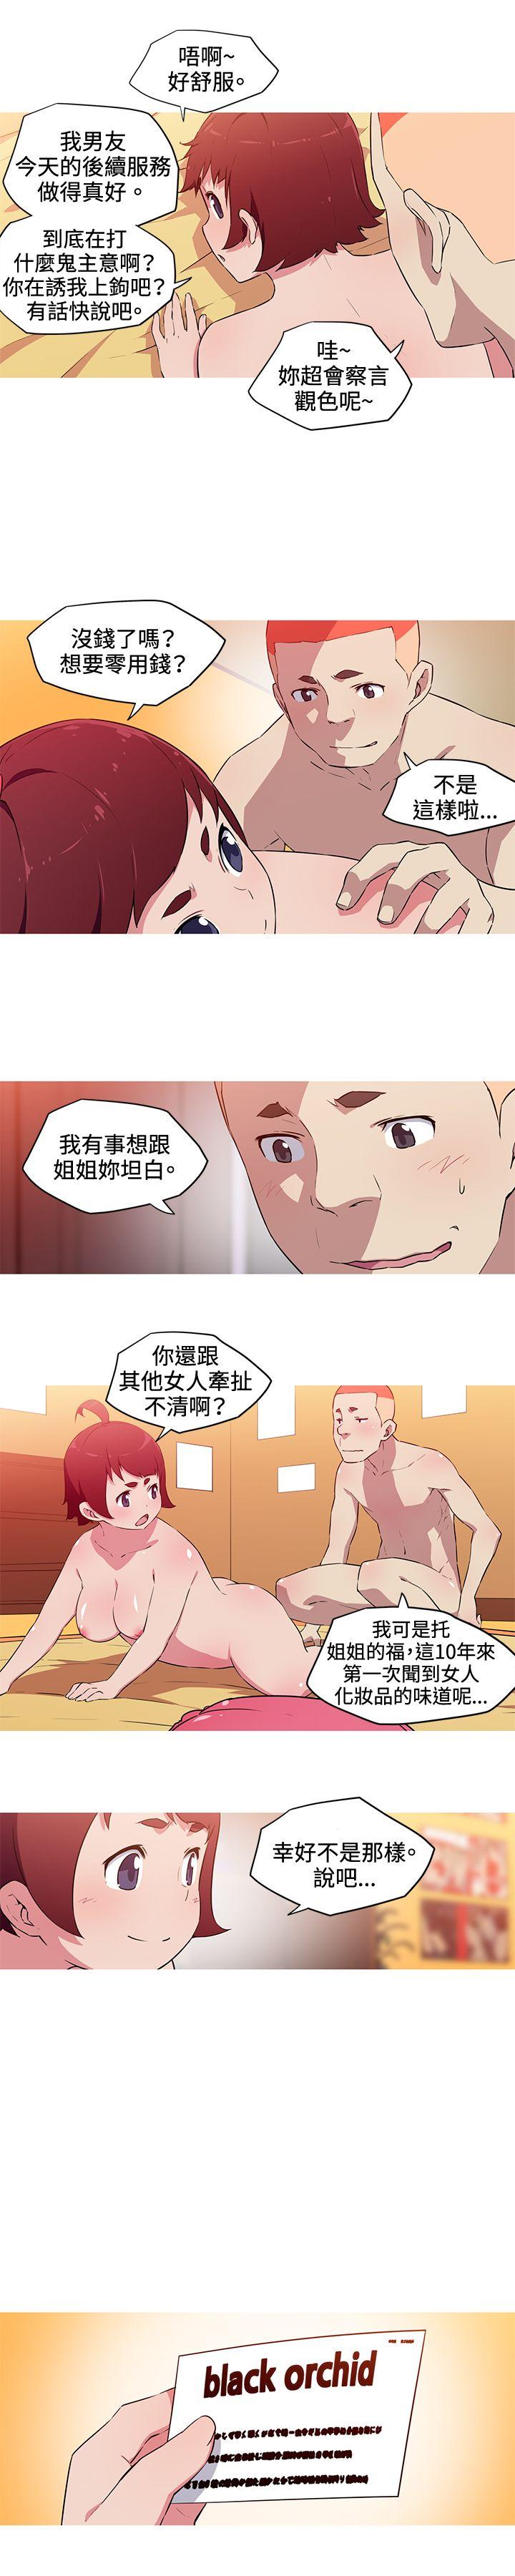 唔啊~
好舒服。
我男友
今天的後續服務
做得真好。
到底在打
什麼鬼主意啊?
你在誘我上鉤吧?
有話快說吧。
哇~
妳超會察言
觀色呢~
沒錢了嗎?
想要零用錢?
不是
這樣啦...
我有事想跟
姐姐妳坦白。
你還跟
其他女人牽扯
不清啊?
我可是托
姐姐的福,這10年來
第一次聞到女人
化妝品的味道呢...
幸好不是那樣。
說吧...
black orchid